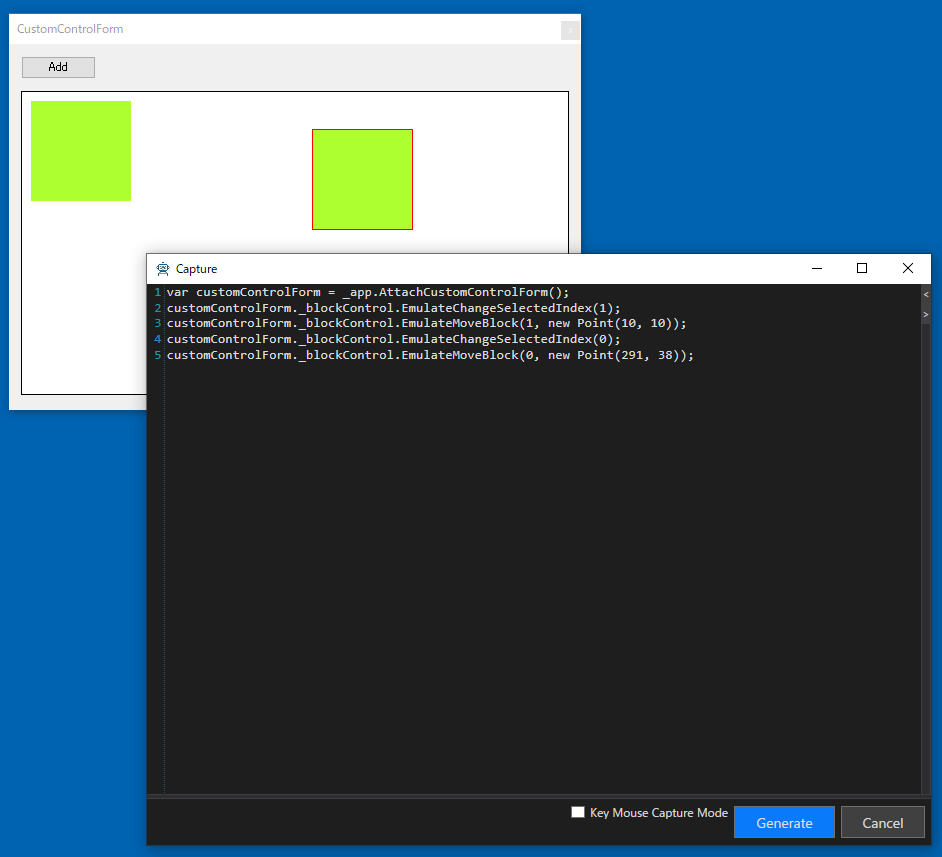 CustomControlForm
x
Add
Capture
1 var customControlForm = _app.AttachCustomControlForm();
2 customControlForm._blockControl.EmulateChangeSelectedIndex(1);
3 customControlForm._blockControl.EmulateMoveBlock(1, new Point(10, 10));
4 customControlForm._blockControl.EmulateChangeSelectedIndex(0);
5 customControlForm._blockControl.EmulateMoveBlock(0, new Point(291, 38));
<
>
Key Mouse Capture Mode
Generate
Cancel